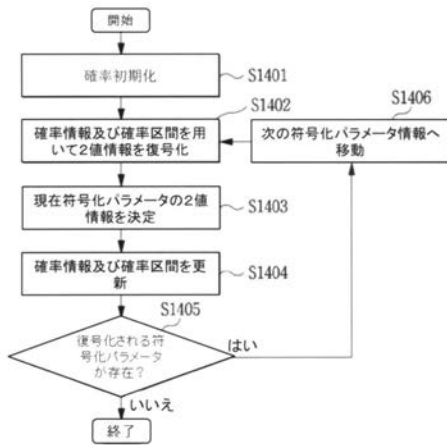 開始
確率初期化
S1401
S1402
S1406
確率情報及び確率区間を用
いて2値情報を復号化
次の符号化パラメータ情報へ
移動
現在符号化パラメータの2値
情報を決定
S1403
確率情報及び確率区間を更
新
S1404
S1405
復号化される符
号化パラメータ
が存在?
はい
いいえ
終了